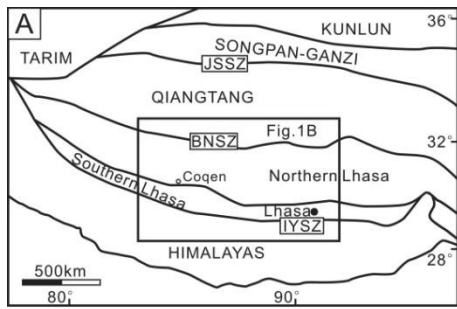 A
KUNLUN
36°
TARIM
SONGPAN-GANZI
JSSZ
QIANGTANG
Fig.1B
BNSZ
32°
Coqen
Northern Lhasa
Southern Lhasa
Lhasa
IYSZ
HIMALAYAS
28°
500km
80°
90°